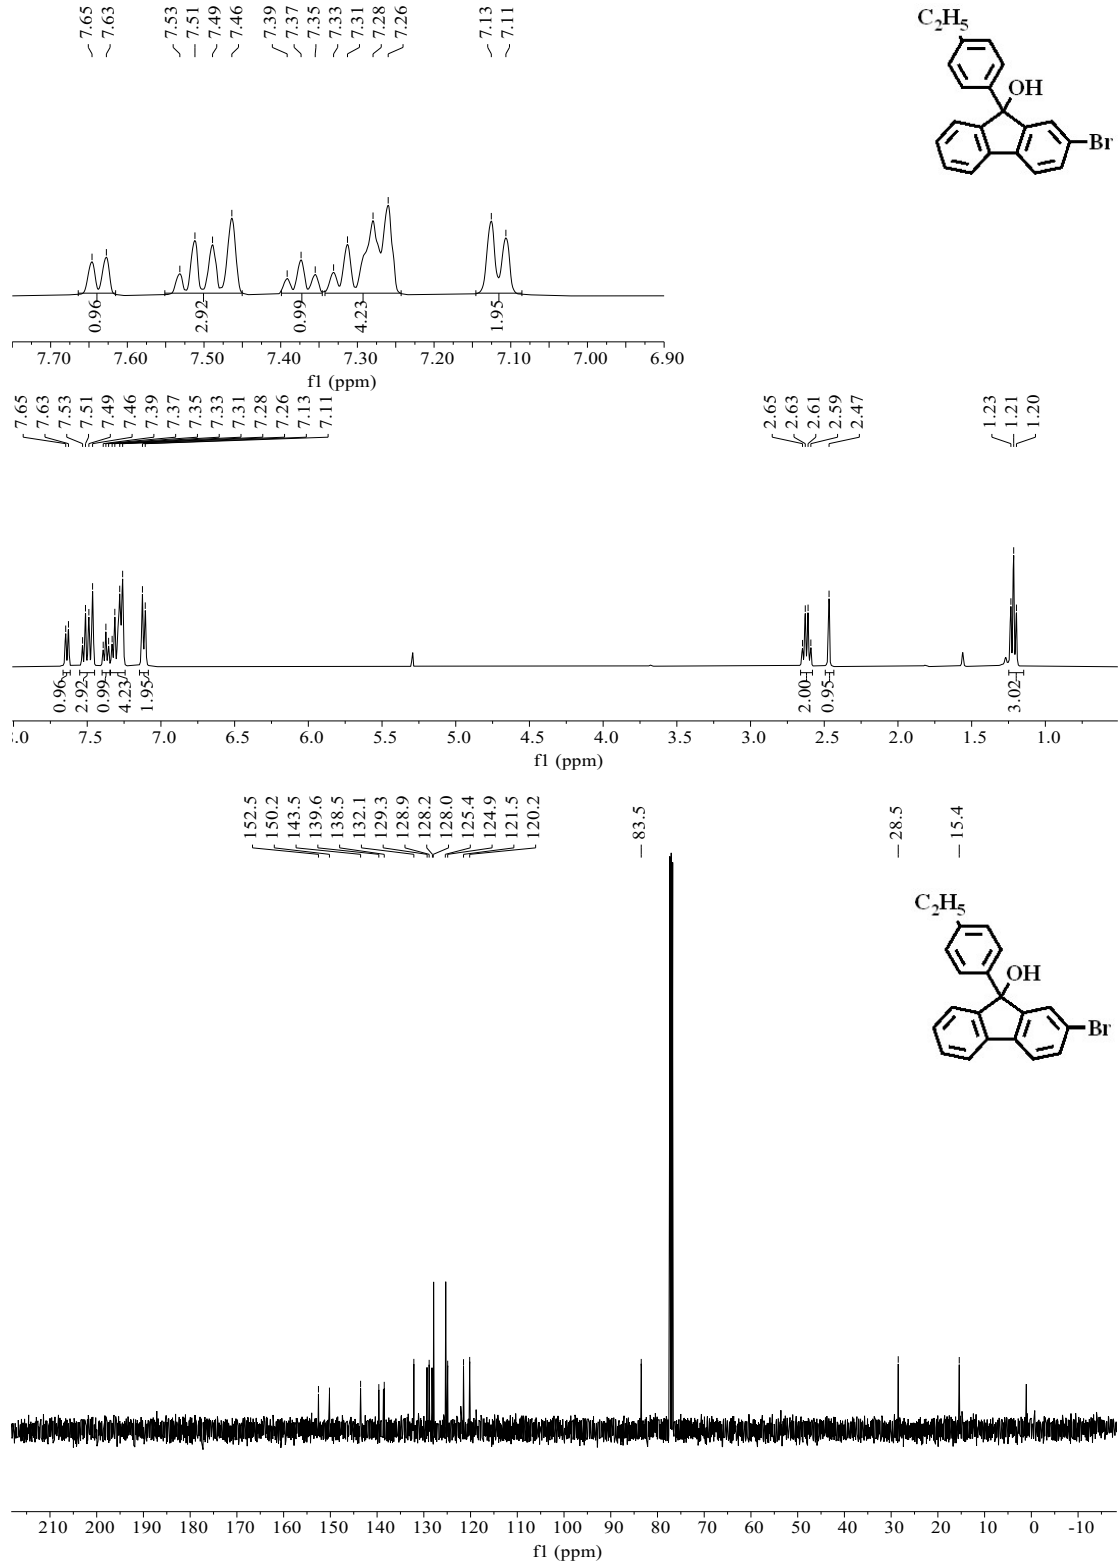 7.65 7.63 7.53 7.51 7.49 7.46 7.39 7.37 7.35 7.33 7.31 7.28 7.26 7.13 7.11
C2H5
OH
Br
0.96 2.92 0.99 4.23 1.95
7.70 7.60 7.50 7.40 7.30 7.20 7.10 7.00 6.90
f1 (ppm)
7.65 7.63 7.53 7.51 7.49 7.46 7.39 7.37 7.35 7.33 7.31 7.28 7.26 7.13 7.11 2.65 2.63 2.61 2.59 2.47 1.23 1.21 1.20
0.96 2.92 0.99 4.23 1.95 2.00 0.95 3.02
:.0 7.5 6.5 6.0 5.5 5.0 4.5 4.0 3.5 3.0 2.5 2.0 1.5 1.0
f1 (ppm)
152.5 150.2 143.5 139.6 138.5 132.1 129.3 128.9 128.2 128.0 125.4 124.9 121.5 120.2 83.5 28.5 15.4
C2H5
OH
Br
210 200 190 180 170 160 150 140 130 120 110 100 90 80 70 60 50 40 30 20 10 0 -10
f1 (ppm)